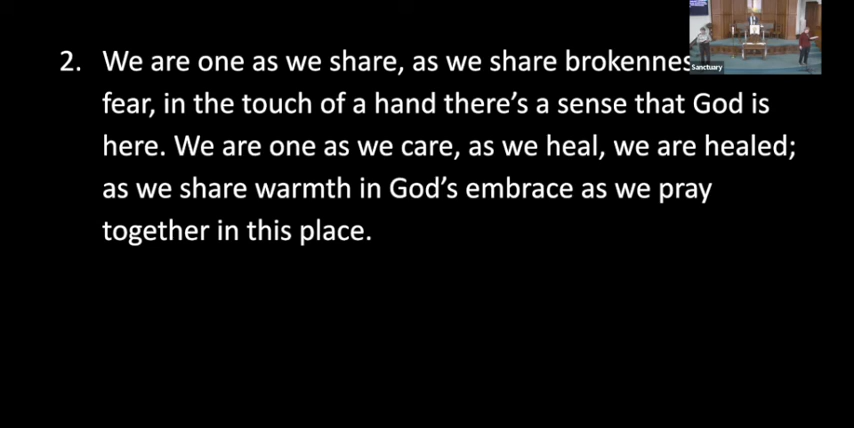 2. We are one as we share, as we share brokennes
fear, in the touch of a hand there’s a sense that God is
here. We are one as we care, as we heal, we are healed;
as we share warmth in God’s embrace as we pray
together in this place.
Sanctuary